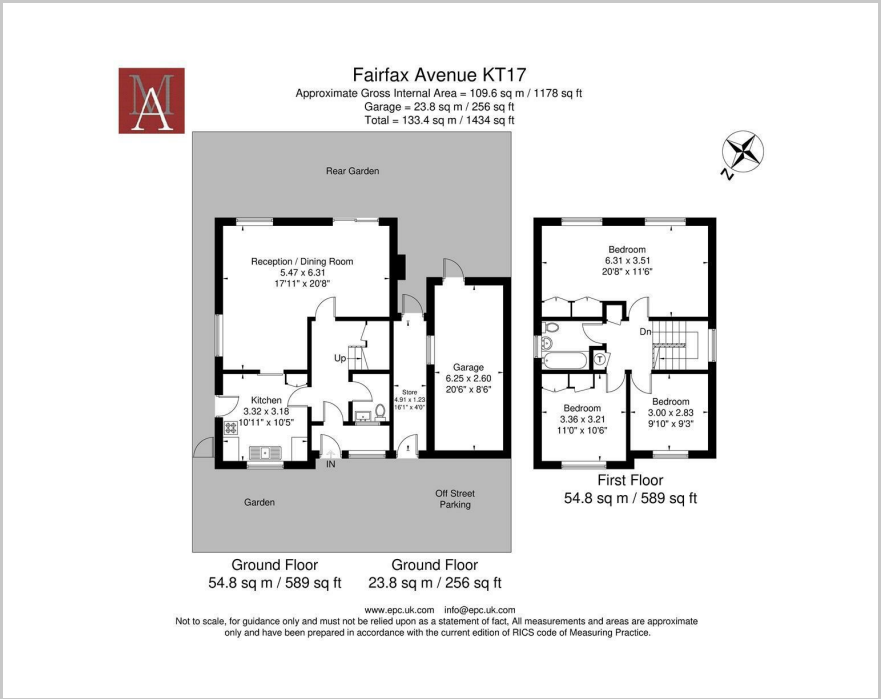 MA
Fairfax Avenue KT17
Approximate Gross Internal Area = 109.6 sq m / 1178 sq ft
Garage = 23.8 sq m / 256 sq ft
Total = 133.4 sq m / 1434 sq ft
N
Rear Garden
Reception / Dining Room
5.47 x 6.31
17'11" x 20'8"
Up
Kitchen
3.32 x 3.18
10'11" x 10'5"
Store
4.91 x 1.23
16'1" x 4'0"
Garage
6.25 x 2.60
20'6" x 8'6"
IN
Garden
Off Street
Parking
Bedroom
6.31 x 3.51
20'8" x 11'6"
Dn
T
Bedroom
3.36 x 3.21
11'0" x 10'6"
Bedroom
3.00 x 2.83
9'10" x 9'3"
First Floor
54.8 sq m / 589 sq ft
Ground Floor
54.8 sq m / 589 sq ft
Ground Floor
23.8 sq m / 256 sq ft
www.epc.uk.com info@epc.uk.com
Not to scale, for guidance only and must not be relied upon as a statement of fact, All measurements and areas are approximate
only and have been prepared in accordance with the current edition of RICS code of Measuring Practice.